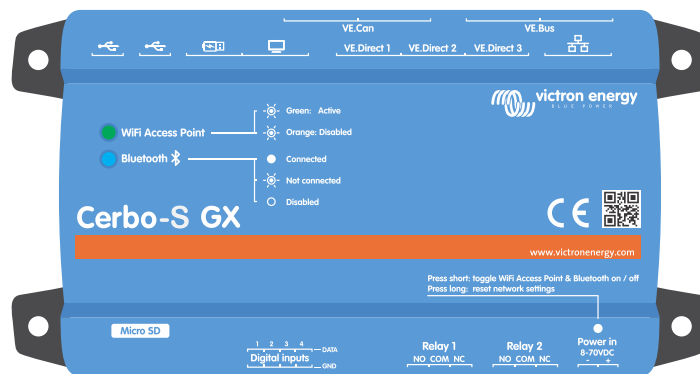 VE.Can
VE.Bus
VE.Direct 1
VE.Direct 2
VE.Direct 3
victron energy
BLUE POWER
WiFi Access Point
Green: Active
Orange: Disabled
Bluetooth
Connected
Not connected
Disabled
Cerbo-S GX
CE
www.victronenergy.com
Press short: toggle WiFi Access Point & Bluetooth on / off
Press long: reset network settings
Micro SD
1 2 3 4
DATA
Digital inputs
GND
Relay 1
NO COM NC
Relay 2
NO COM NC
Power in
8-70VDC
- +